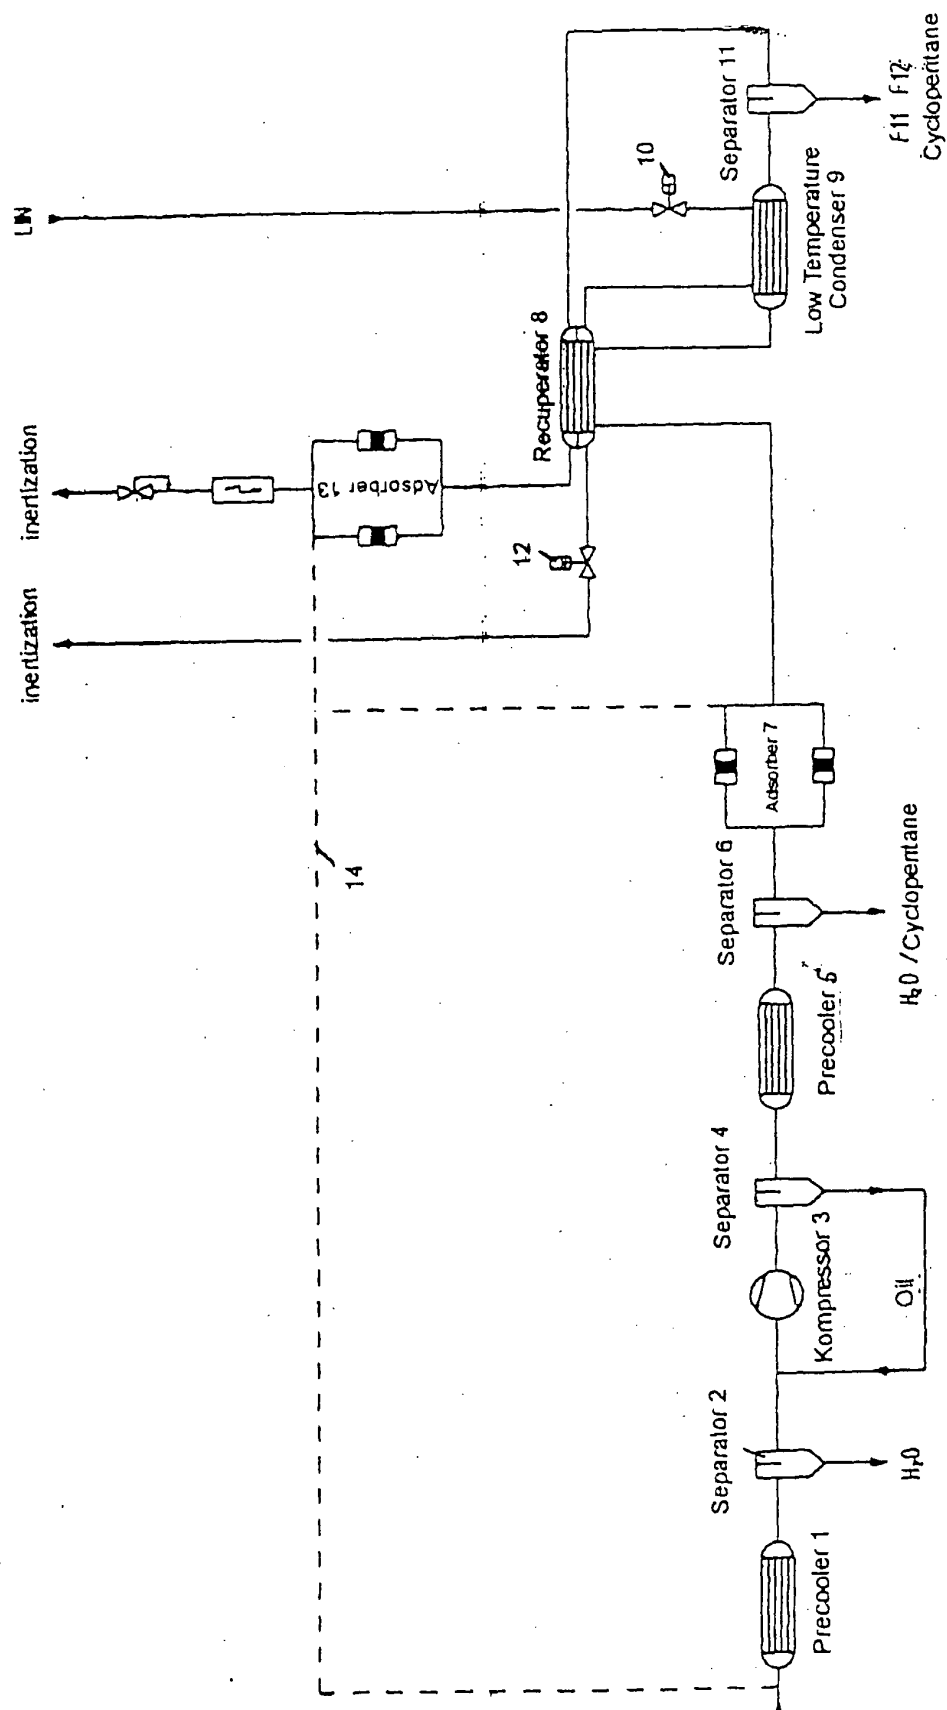 LIN
inertization
inertization
10
Separator 11
F11 F12
Cyclopentane
Low Temperature
Condenser 9
Recuperator 8
Adsorber 13
12
14
Adsorber 7
Separator 6
H₂O / Cyclopentane
Precooler 5
Separator 4
Kompressor 3
Oil
Separator 2
H₂O
Precooler 1